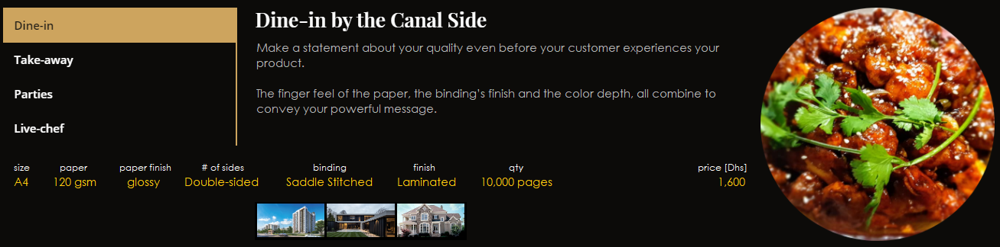 Dine-in
Take-away
Parties
Live-chef
Dine-in by the Canal Side
Make a statement about your quality even before your customer experiences your
product.
The finger feel of the paper, the binding’s finish and the color depth, all combine to
convey your powerful message.
size paper paper finish # of sides binding finish qty price [Dhs]
A4 120 gsm glossy Double-sided Saddle Stitched Laminated 10,000 pages 1,600